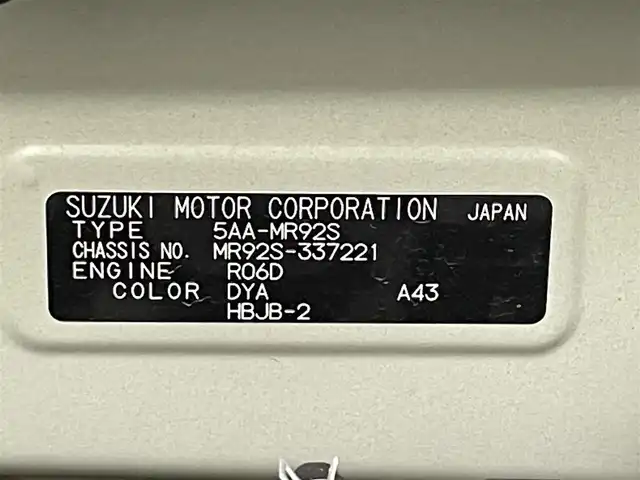 SUZUKI MOTOR CORPORATION JAPAN
TYPE 5AA-MR92S
CHASSIS NO. MR92S-337221
ENGINE R06D
COLOR DYA A43
HBJB-2